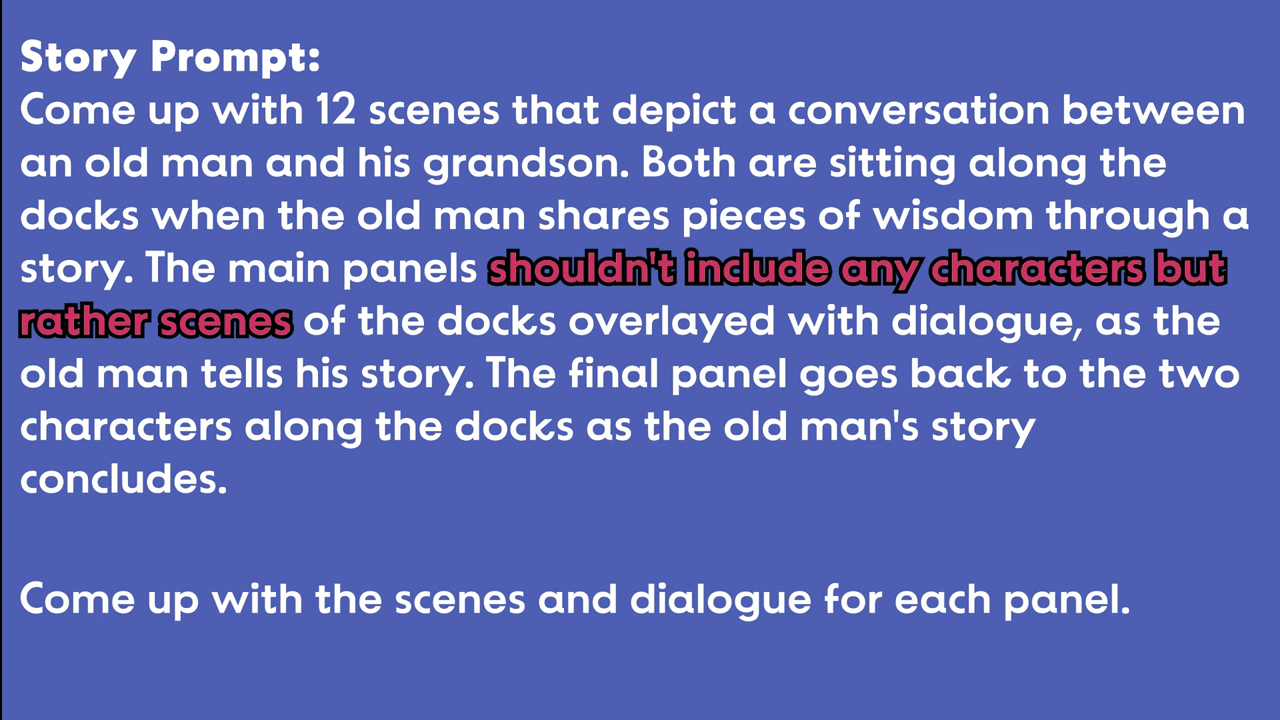 Story Prompt:
Come up with 12 scenes that depict a conversation between
an old man and his grandson. Both are sitting along the
docks when the old man shares pieces of wisdom through a
story. The main panels shouldn't include any characters but
rather scenes of the docks overlayed with dialogue, as the
old man tells his story. The final panel goes back to the two
characters along the docks as the old man's story
concludes.
Come up with the scenes and dialogue for each panel.